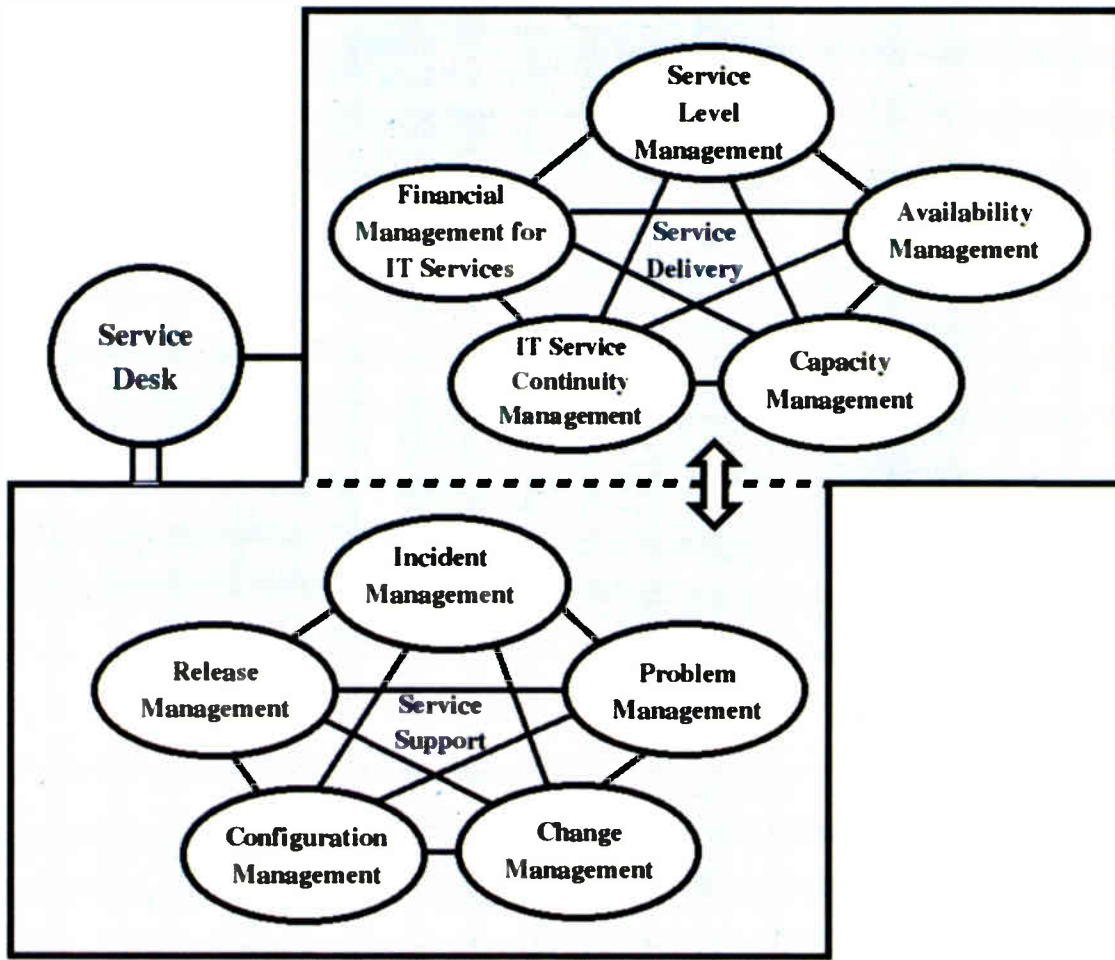 Service
Level
Management
Financial
Management for
IT Services
Availability
Management
Service
Delivery
IT Service
Continuity
Management
Capacity
Management
Service
Desk
Incident
Management
Release
Management
Problem
Management
Service
Support
Configuration
Management
Change
Management